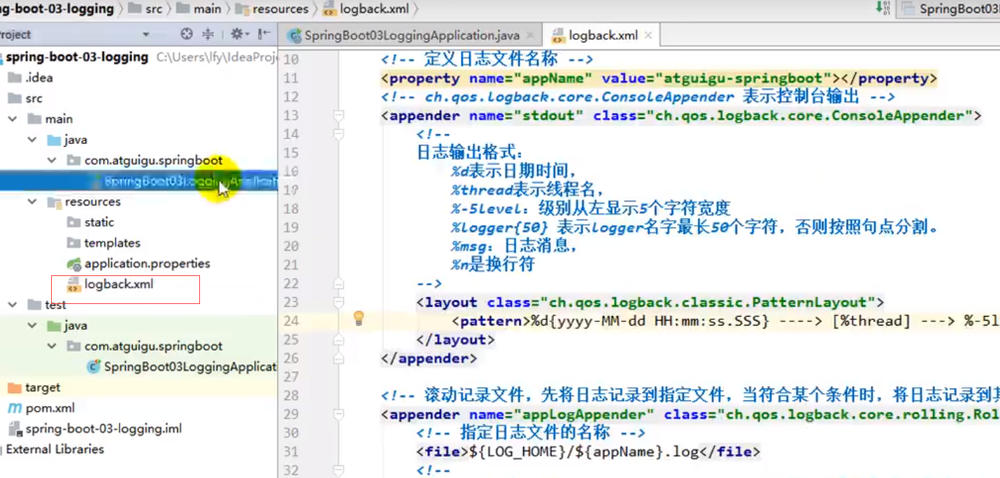 ng-boot-03-logging src main resources logback.xml SpringBoot03
Project SpringBoot03LoggingApplication.java logback.xml
spring-boot-03-logging C:\Users\lfy\IdeaProj
.idea
src
main
java
com.atguigu.springboot
resources
static
templates
application.properties
logback.xml
test
java
com.atguigu.springboot
SpringBoot03LoggingApplicat
target
pom.xml
spring-boot-03-logging.iml
External Libraries
10 <!-- 定义日志文件名称 -->
11 <property name="appName" value="atguigu-springboot"></property>
12 <!-- ch.qos.logback.core.ConsoleAppender 表示控制台输出 -->
13 <appender name="stdout" class="ch.qos.logback.core.ConsoleAppender">
14 <!--
15 日志输出格式：
16 %d表示日期时间，
17 %thread表示线程名，
18 %-5level：级别从左显示5个字符宽度
19 %logger{50} 表示logger名字最长50个字符，否则按照句点分割。
20 %msg：日志消息，
21 %n是换行符
22 -->
23 <layout class="ch.qos.logback.classic.PatternLayout">
24 <pattern>%d{yyyy-MM-dd HH:mm:ss.SSS} ----> [%thread] ---> %-5l
25 </layout>
26 </appender>
27
28 <!-- 滚动记录文件，先将日志记录到指定文件，当符合某个条件时，将日志记录到其
29 <appender name="appLogAppender" class="ch.qos.logback.core.rolling.Rol
30 <!-- 指定日志文件的名称 -->
31 <file>${LOG_HOME}/${appName}.log</file>
32 <!--